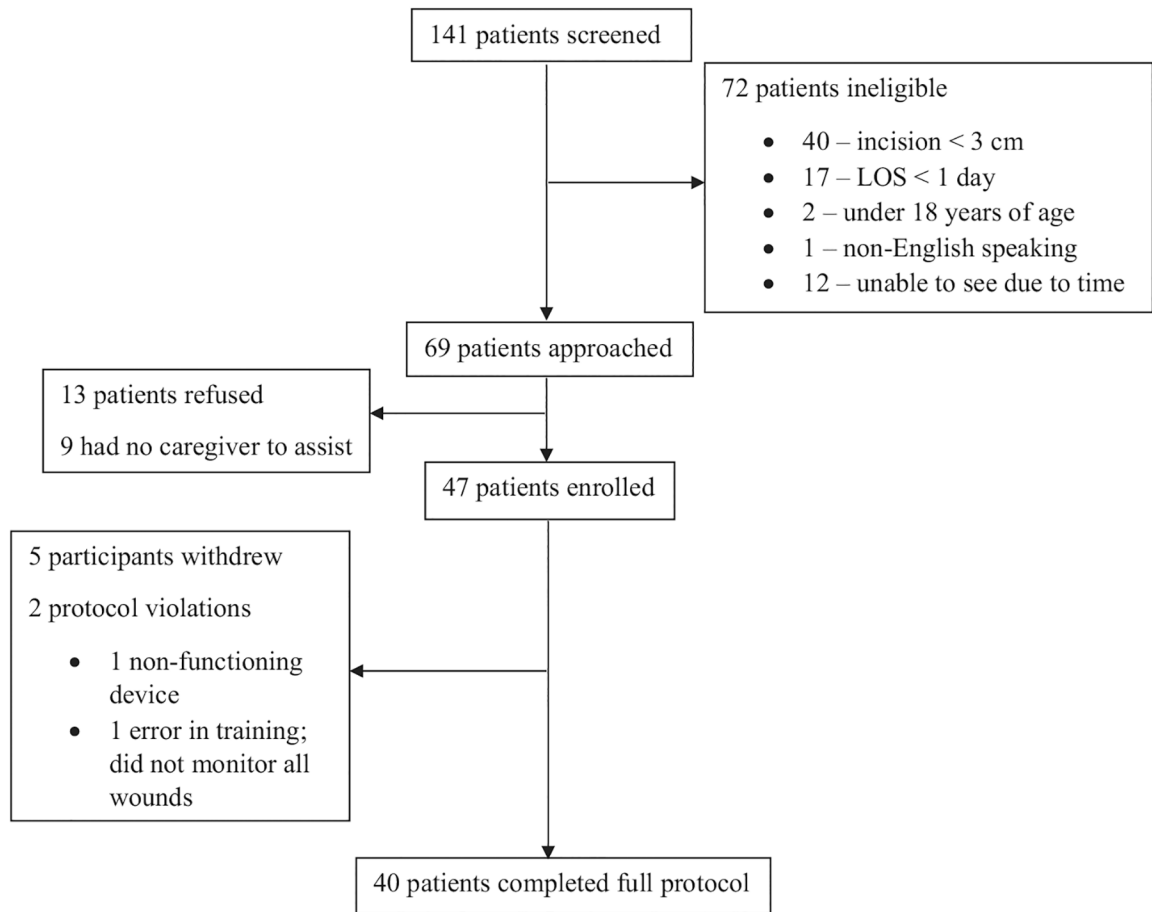 141 patients screened
72 patients ineligible
• 40 – incision < 3 cm
• 17 – LOS < 1 day
• 2 – under 18 years of age
• 1 – non-English speaking
• 12 – unable to see due to time
69 patients approached
13 patients refused
9 had no caregiver to assist
47 patients enrolled
5 participants withdrew
2 protocol violations
• 1 non-functioning
device
• 1 error in training;
did not monitor all
wounds
40 patients completed full protocol